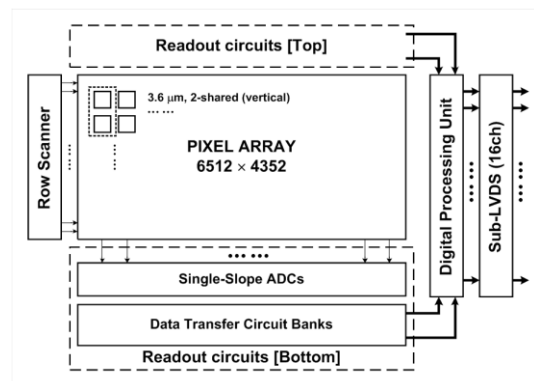 Readout circuits [Top]
Row Scanner
3.6 μm, 2-shared (vertical)
PIXEL ARRAY
6512 × 4352
Digital Processing Unit
Sub-LVDS (16ch)
Single-Slope ADCs
Data Transfer Circuit Banks
Readout circuits [Bottom]